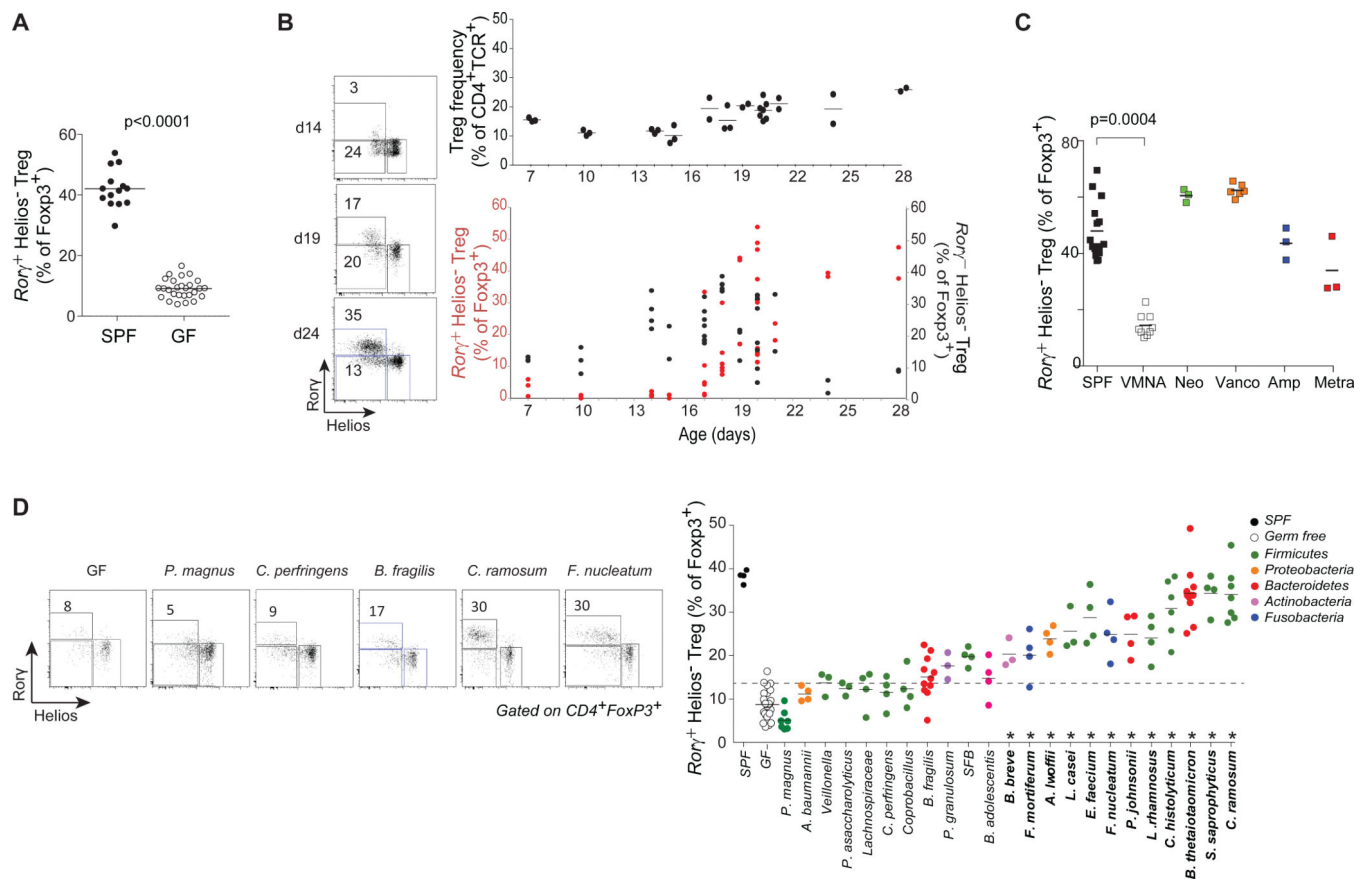 A
p<0.0001
Rorγ+ Helios- Treg
(% of Foxp3+)
60
40
20
0
SPF
GF
B
d14
3
24
d19
17
20
d24
35
13
Rorγ
Helios
Treg frequency
(% of CD4+TCR+)
50
40
30
20
10
0
7 10 13 16 19 22 25 28
Rorγ+ Helios- Treg
(% of Foxp3+)
60
50
40
30
20
10
0
Rorγ− Helios- Treg
(% of Foxp3+)
60
50
40
30
20
10
0
7 10 13 16 19 22 25 28
Age (days)
C
p=0.0004
Rorγ+ Helios- Treg (% of Foxp3+)
80
40
0
SPF VMNA Neo Vanco Amp Metra
D
GF
P. magnus
C. perfringens
B. fragilis
C. ramosum
F. nucleatum
8
5
9
17
30
30
Rorγ
Helios
Gated on CD4+FoxP3+
Rorγ+ Helios- Treg (% of Foxp3+)
50
40
30
20
10
0
* * * * * * * * * * * *
SPF
GF
P. magnus
A. baumannii
Veillonella
P. asaccharolyticus
Lachnospiraceae
C. perfringens
Coprobacillus
B. fragilis
P. granulosum
SFB
B. adolescentis
B. breve
F. mortiferum
A. lwoffii
L. casei
E. faecium
F. nucleatum
P. johnsonii
L .rhamnosus
C. histolyticum
B. thetaiotaomicron
S. saprophyticus
C. ramosum
SPF
Germ free
Firmicutes
Proteobacteria
Bacteroidetes
Actinobacteria
Fusobacteria